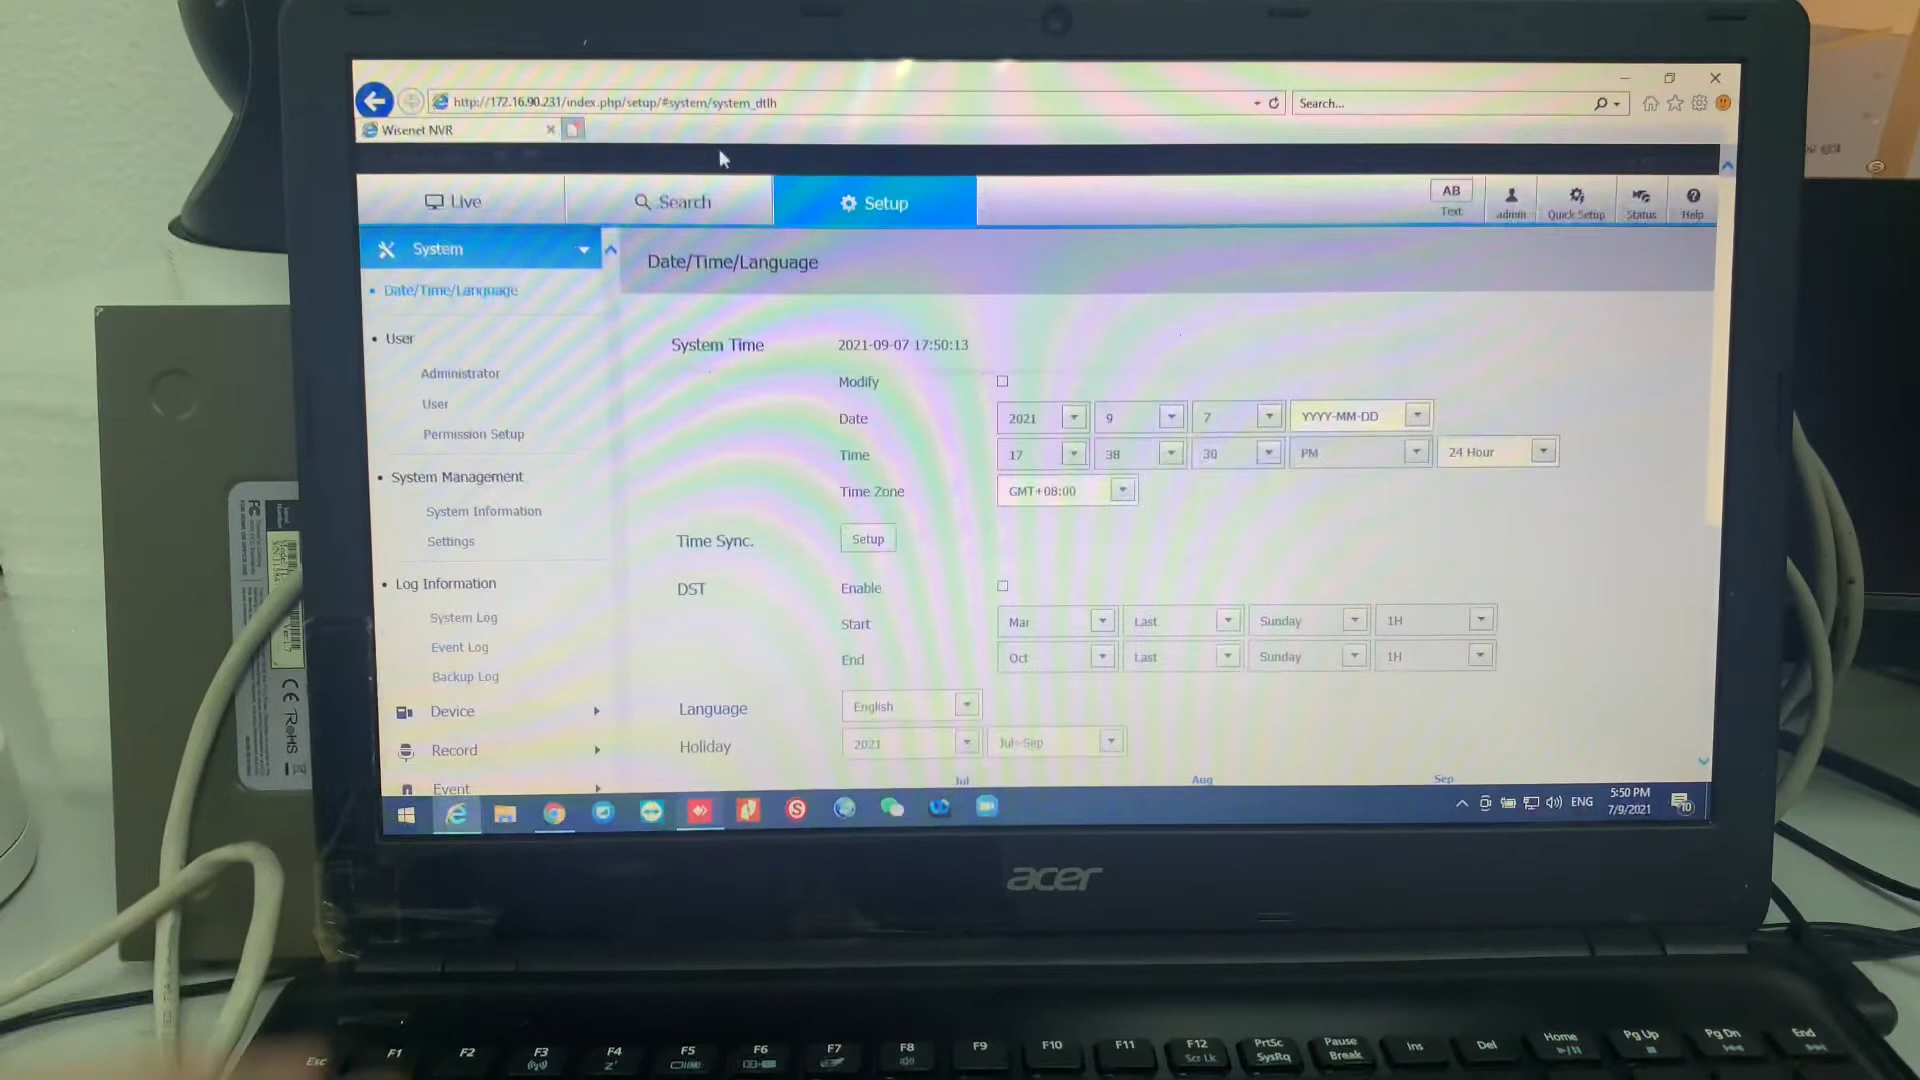 http://172.16.90.231/index.php/setup/#system/system_dtlh
Search...
Wisenet NVR
Live
Search
Setup
AB
Text
admin
Quick Setup
Status
Help
System
Date/Time/Language
Date/Time/Language
User
Administrator
User
Permission Setup
System Management
System Information
Settings
Log Information
System Log
Event Log
Backup Log
Device
Record
Event
System Time 2021-09-07 17:50:13
Modify
Date 2021 9 7 YYYY-MM-DD
Time 17 38 30 PM 24 Hour
Time Zone GMT+08:00
Time Sync. Setup
DST Enable
Start Mar Last Sunday 1H
End Oct Last Sunday 1H
Language English
Holiday 2021 Jul~Sep
Jul Aug Sep
ENG
5:50 PM
7/9/2021
10
acer
FC
CE RoHS
Esc F1 F2 F3 F4 F5 F6 F7 F8 F9 F10 F11 F12 PrtSc Pause Ins Del Home Pg Up Pg Dn End
Scr Lk SysRq Break